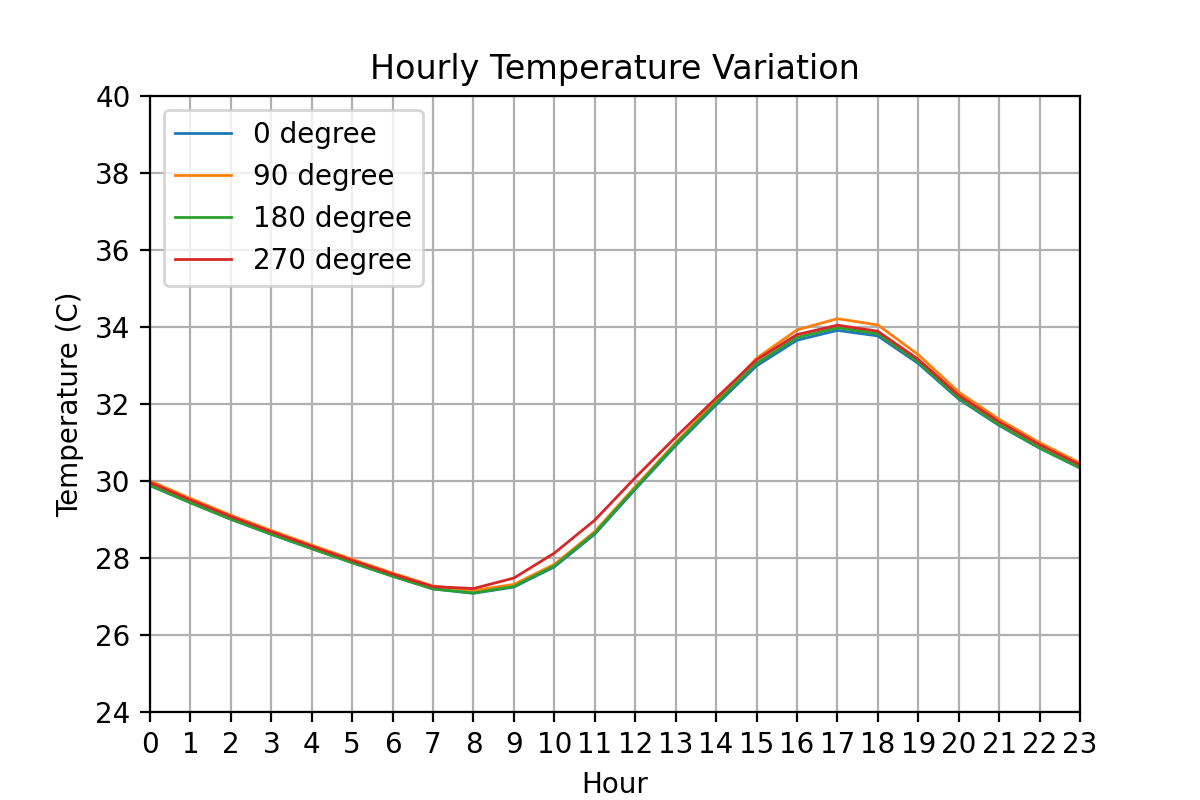 Hourly Temperature Variation
40
38
36
34
32
30
28
26
24
Temperature (C)
0 degree
90 degree
180 degree
270 degree
0 1 2 3 4 5 6 7 8 9 10 11 12 13 14 15 16 17 18 19 20 21 22 23
Hour